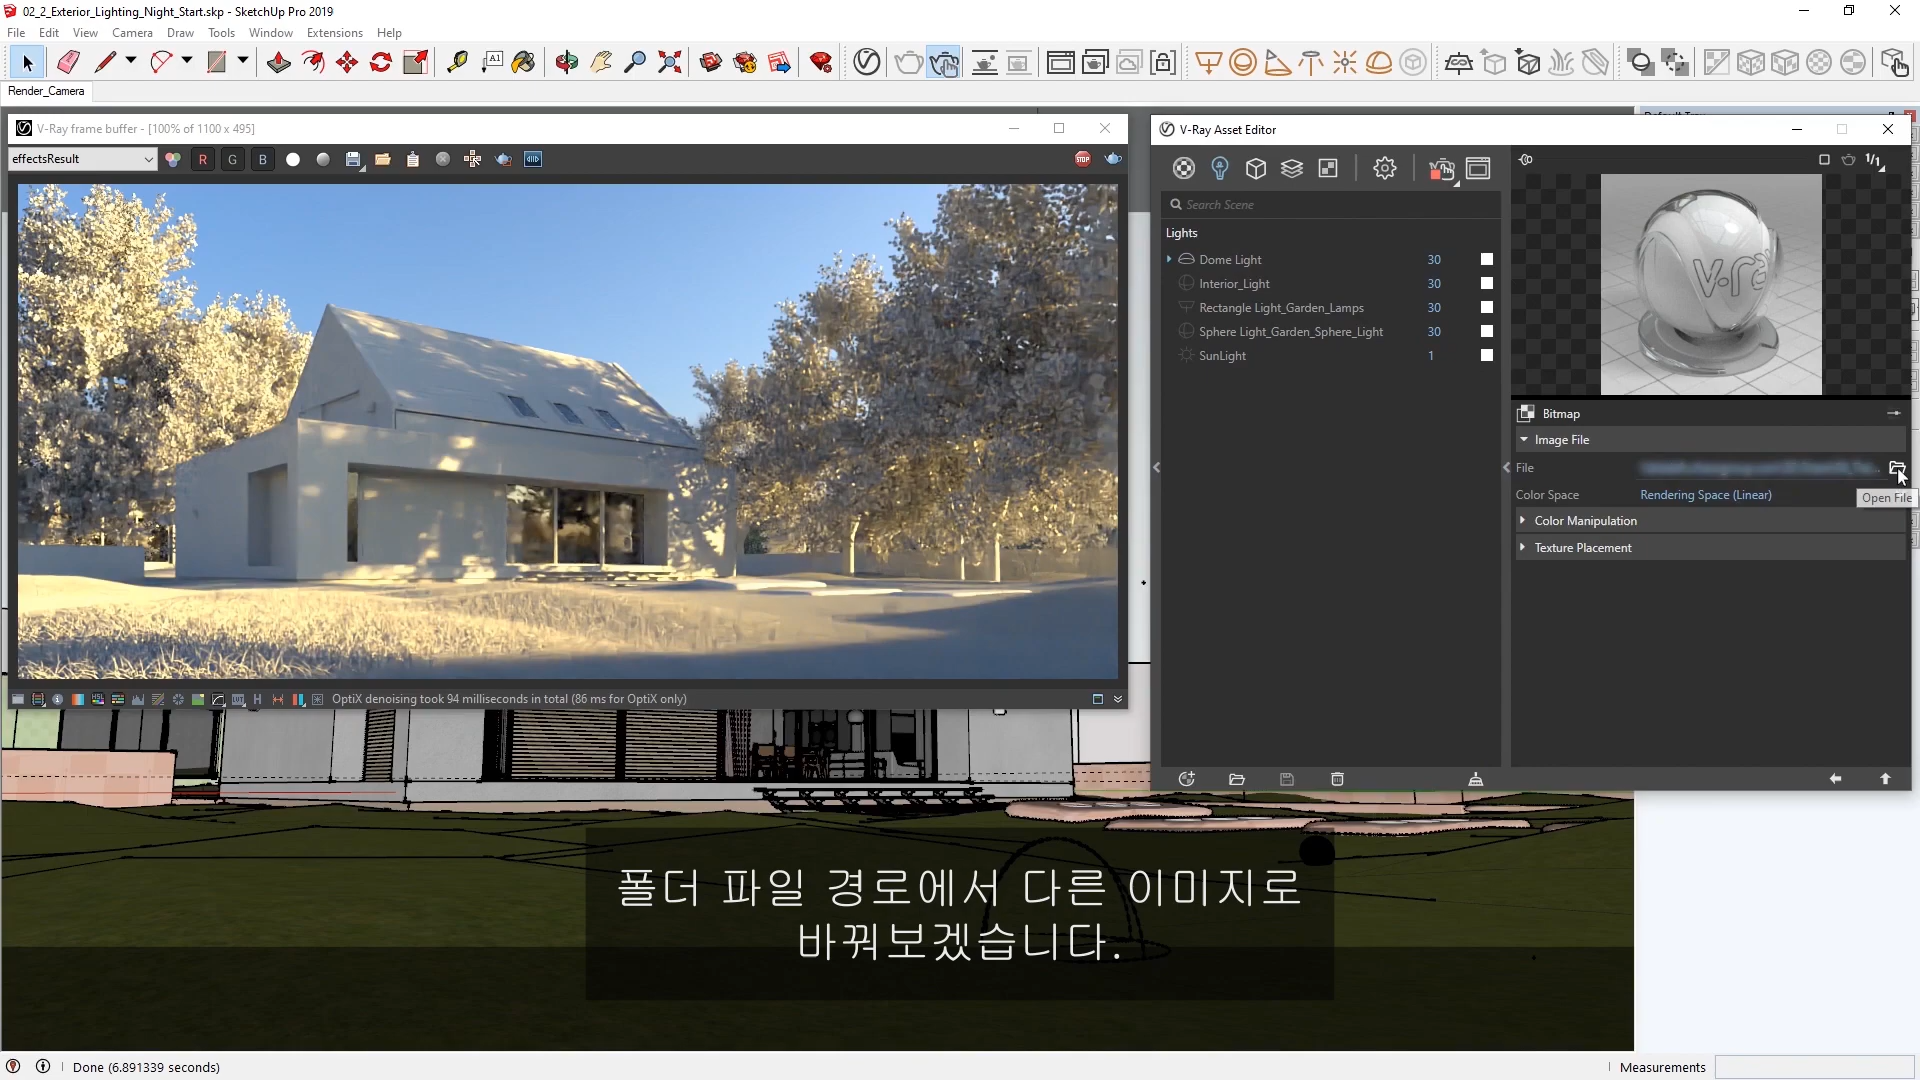 02_2_Exterior_Lighting_Night_Start.skp - SketchUp Pro 2019
File Edit View Camera Draw Tools Window Extensions Help
A1
Render_Camera
V-Ray frame buffer - [100% of 1100 x 495]
effectsResult
R G B
STOP
V-Ray Asset Editor
1/1
Search Scene
Lights
Dome Light 30
Interior_Light 30
Rectangle Light_Garden_Lamps 30
Sphere Light_Garden_Sphere_Light 30
SunLight 1
v-ra
Bitmap
Image File
File
Color Space Rendering Space (Linear)
Open File
Color Manipulation
Texture Placement
H
OptiX denoising took 94 milliseconds in total (86 ms for OptiX only)
폴더 파일 경로에서 다른 이미지로
바꿔보겠습니다.
Done (6.891339 seconds)
Measurements